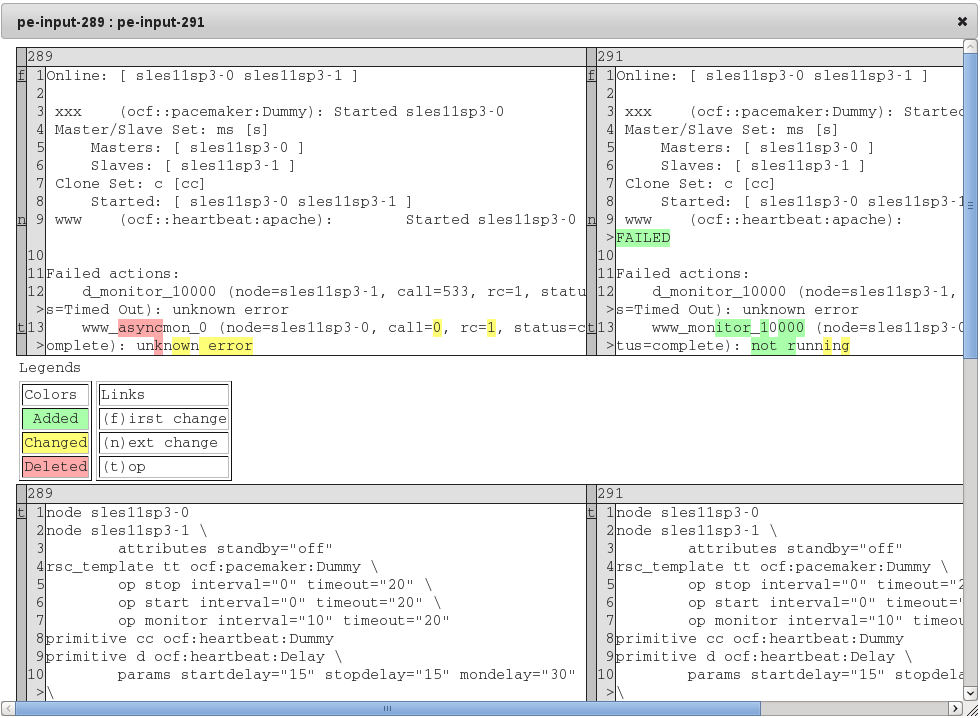 pe-input-289 : pe-input-291
289
f 1 Online: [ sles11sp3-0 sles11sp3-1 ]
2
3 xxx (ocf::pacemaker:Dummy): Started sles11sp3-0
4 Master/Slave Set: ms [s]
5 Masters: [ sles11sp3-0 ]
6 Slaves: [ sles11sp3-1 ]
7 Clone Set: c [cc]
8 Started: [ sles11sp3-0 sles11sp3-1 ]
n 9 www (ocf::heartbeat:apache): Started sles11sp3-0
10
11 Failed actions:
12 d_monitor_10000 (node=sles11sp3-1, call=533, rc=1, statu
>s=Timed Out): unknown error
t 13 www_asyncmon_0 (node=sles11sp3-0, call=0, rc=1, status=c
>omplete): unknown error
291
f 1 Online: [ sles11sp3-0 sles11sp3-1 ]
2
3 xxx (ocf::pacemaker:Dummy): Started
4 Master/Slave Set: ms [s]
5 Masters: [ sles11sp3-0 ]
6 Slaves: [ sles11sp3-1 ]
7 Clone Set: c [cc]
8 Started: [ sles11sp3-0 sles11sp3-1
n 9 www (ocf::heartbeat:apache):
>FAILED
10
11 Failed actions:
12 d_monitor_10000 (node=sles11sp3-1,
>s=Timed Out): unknown error
t 13 www_monitor_10000 (node=sles11sp3-0
>tus=complete): not running
Legends
Colors
Added
Changed
Deleted
Links
(f)irst change
(n)ext change
(t)op
289
t 1 node sles11sp3-0
2 node sles11sp3-1 \
3 attributes standby="off"
4 rsc_template tt ocf:pacemaker:Dummy \
5 op stop interval="0" timeout="20" \
6 op start interval="0" timeout="20" \
7 op monitor interval="10" timeout="20"
8 primitive cc ocf:heartbeat:Dummy
9 primitive d ocf:heartbeat:Delay \
10 params startdelay="15" stopdelay="15" mondelay="30"
>\
291
t 1 node sles11sp3-0
2 node sles11sp3-1 \
3 attributes standby="off"
4 rsc_template tt ocf:pacemaker:Dummy \
5 op stop interval="0" timeout="2
6 op start interval="0" timeout="
7 op monitor interval="10" timeou
8 primitive cc ocf:heartbeat:Dummy
9 primitive d ocf:heartbeat:Delay \
10 params startdelay="15" stopdela
>\